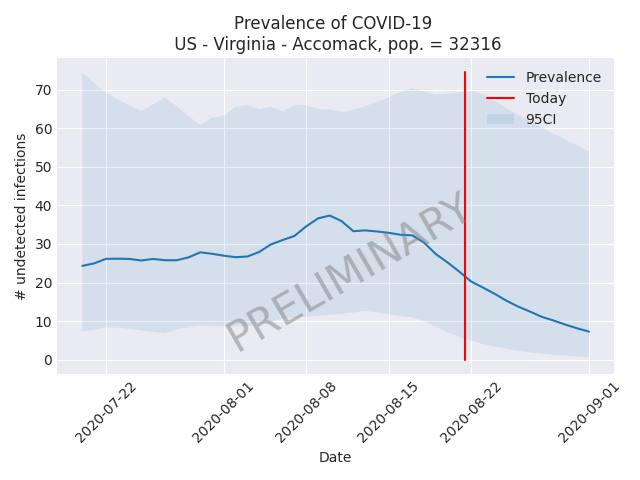 Prevalence of COVID-19
US - Virginia - Accomack, pop. = 32316
Prevalence
Today
95CI
70
60
50
40
30
20
10
0
# undetected infections
PRELIMINARY
2020-07-22
2020-08-01
2020-08-08
2020-08-15
2020-08-22
2020-09-01
Date